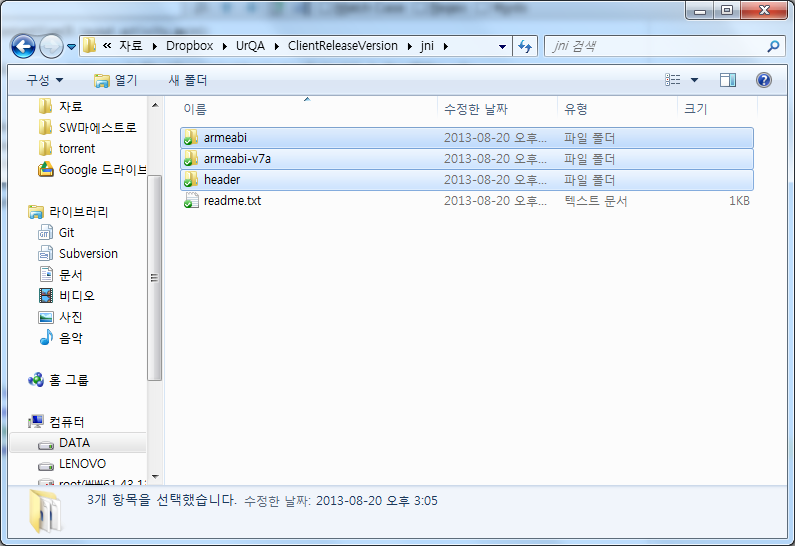 « 자료 ▸ Dropbox ▸ UrQA ▸ ClientReleaseVersion ▸ jni ▸
jni 검색
구성 열기 새 폴더
이름 수정한 날짜 유형 크기
자료
SW마에스트로
torrent
Google 드라이브
라이브러리
Git
Subversion
문서
비디오
사진
음악
홈 그룹
컴퓨터
DATA
LENOVO
armeabi 2013-08-20 오후... 파일 폴더
armeabi-v7a 2013-08-20 오후... 파일 폴더
header 2013-08-20 오후... 파일 폴더
readme.txt 2013-08-20 오후... 텍스트 문서 1KB
3개 항목을 선택했습니다. 수정한 날짜: 2013-08-20 오후 3:05